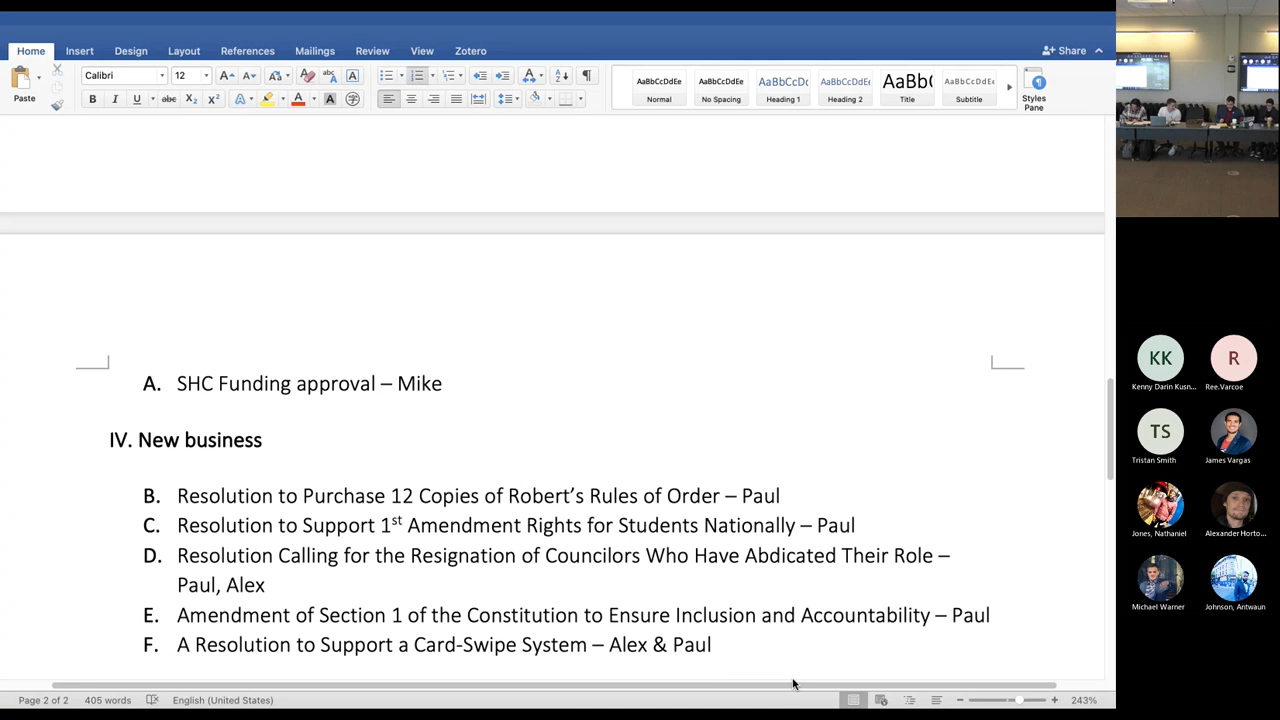 Home Insert Design Layout References Mailings Review View Zotero Share
Paste
Calibri 12
AaBbCcDdEe AaBbCcDdEe AaBbCcDc AaBbCcDdE AaBb( AaBbCcDdEe
Normal No Spacing Heading 1 Heading 2 Title Subtitle
Styles
Pane
A. SHC Funding approval – Mike
IV. New business
B. Resolution to Purchase 12 Copies of Robert’s Rules of Order – Paul
C. Resolution to Support 1st Amendment Rights for Students Nationally – Paul
D. Resolution Calling for the Resignation of Councilors Who Have Abdicated Their Role –
Paul, Alex
E. Amendment of Section 1 of the Constitution to Ensure Inclusion and Accountability – Paul
F. A Resolution to Support a Card-Swipe System – Alex & Paul
Page 2 of 2 405 words English (United States) 243%
KK R
Kenny Darin Kusn... Ree.Varcoe
TS
Tristan Smith James Vargas
Jones, Nathaniel Alexander Horto...
Michael Warner Johnson, Antwaun